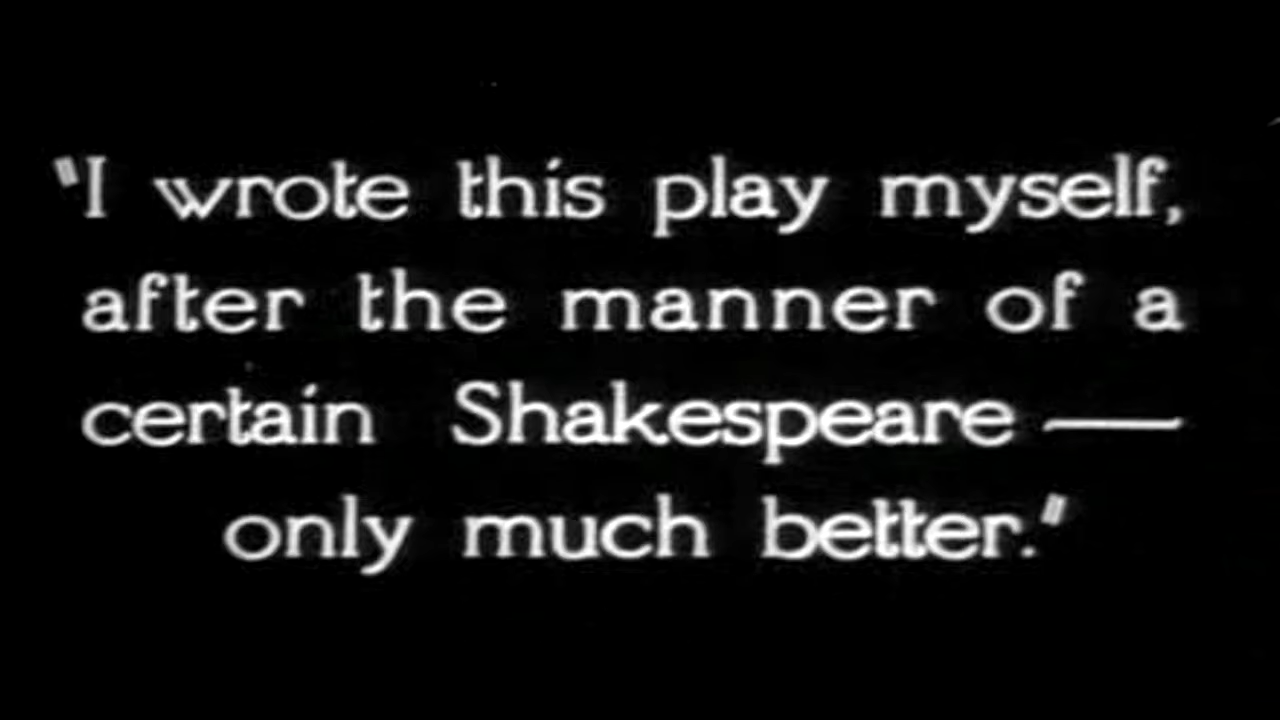 "I wrote this play myself,
after the manner of a
certain Shakespeare —
only much better."